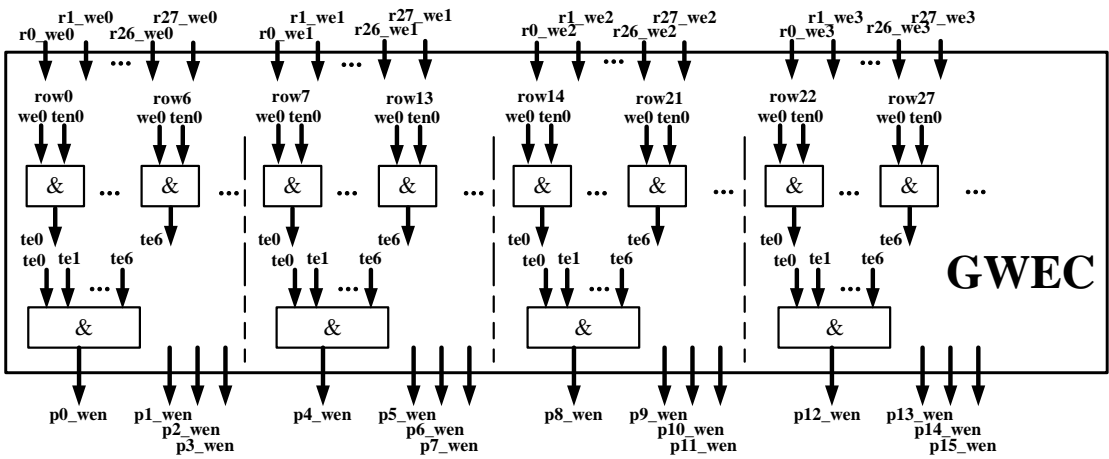 r1_we0 r27_we0 r1_we1 r27_we1 r1_we2 r27_we2 r1_we3 r27_we3
r0_we0 r26_we0 r0_we1 r26_we1 r0_we2 r26_we2 r0_we3 r26_we3
... ... ... ...
row0 row6 row7 row13 row14 row21 row22 row27
we0 ten0 we0 ten0 we0 ten0 we0 ten0 we0 ten0 we0 ten0 we0 ten0 we0 ten0
& ... & ... & ... & ... & ... & ... & ... & ...
te0 te6 te0 te6 te0 te6 te0 te6
te0 te1 te6 te0 te1 te6 te0 te1 te6 te0 te1 te6
GWEC
... ... ... ...
& & & &
p0_wen p1_wen p4_wen p5_wen p8_wen p9_wen p12_wen p13_wen
p2_wen p6_wen p10_wen p14_wen
p3_wen p7_wen p11_wen p15_wen